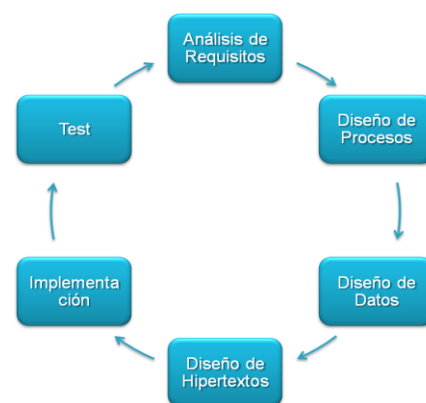 Análisis de
Requisitos
Diseño de
Procesos
Diseño de
Datos
Diseño de
Hipertextos
Implementa
ción
Test